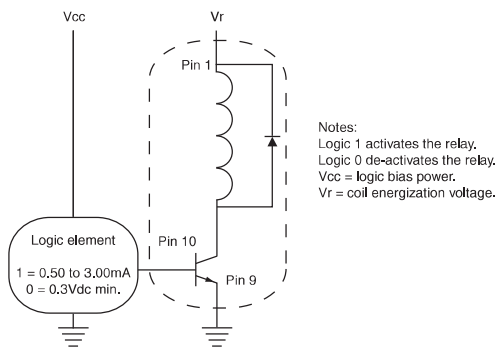 Vcc
Vr
Pin 1
Notes:
Logic 1 activates the relay.
Logic 0 de-activates the relay.
Vcc = logic bias power.
Vr = coil energization voltage.
Logic element
1 = 0.50 to 3.00mA
0 = 0.3Vdc min.
Pin 10
Pin 9